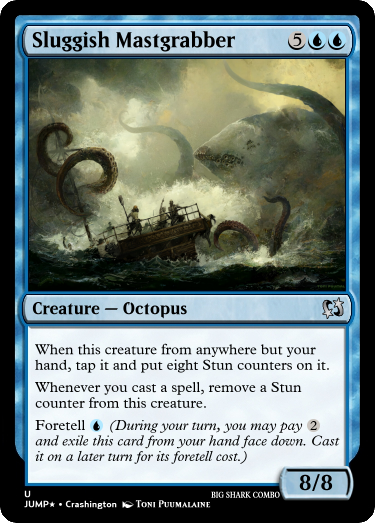 Sluggish Mastgrabber 5
Creature — Octopus
When this creature from anywhere but your
hand, tap it and put eight Stun counters on it.
Whenever you cast a spell, remove a Stun
counter from this creature.
Foretell (During your turn, you may pay 2
and exile this card from your hand face down. Cast
it on a later turn for its foretell cost.)
8/8
U
BIG SHARK COMBO
JUMP★ • Crashington Toni Puumalaine